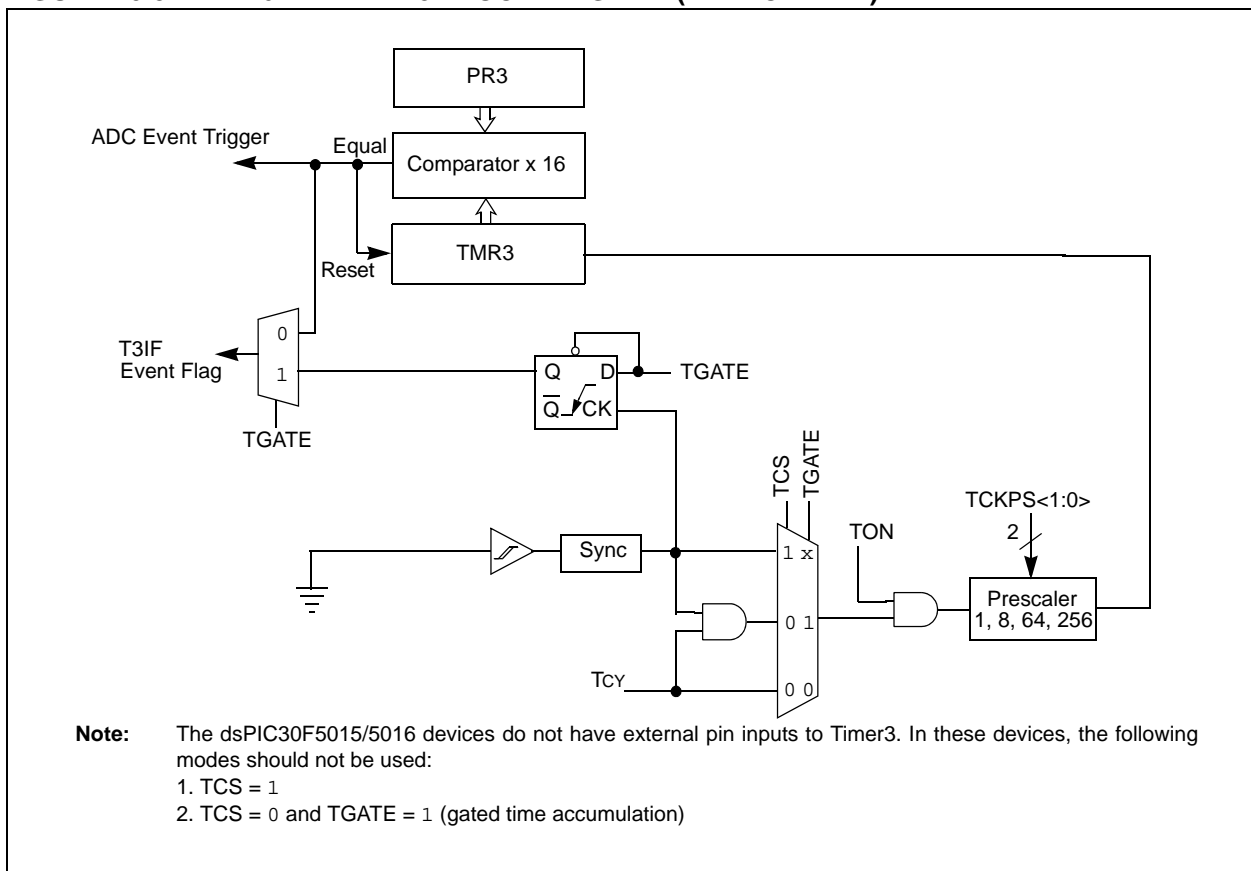 PR3
ADC Event Trigger
Equal
Comparator x 16
TMR3
Reset
0
T3IF
Event Flag
1
Q
D
TGATE
Q
CK
TGATE
TCS
TGATE
TCKPS<1:0>
2
TON
Sync
1 x
Prescaler
1, 8, 64, 256
0 1
TCY
0 0
Note: The dsPIC30F5015/5016 devices do not have external pin inputs to Timer3. In these devices, the following
modes should not be used:
1. TCS = 1
2. TCS = 0 and TGATE = 1 (gated time accumulation)